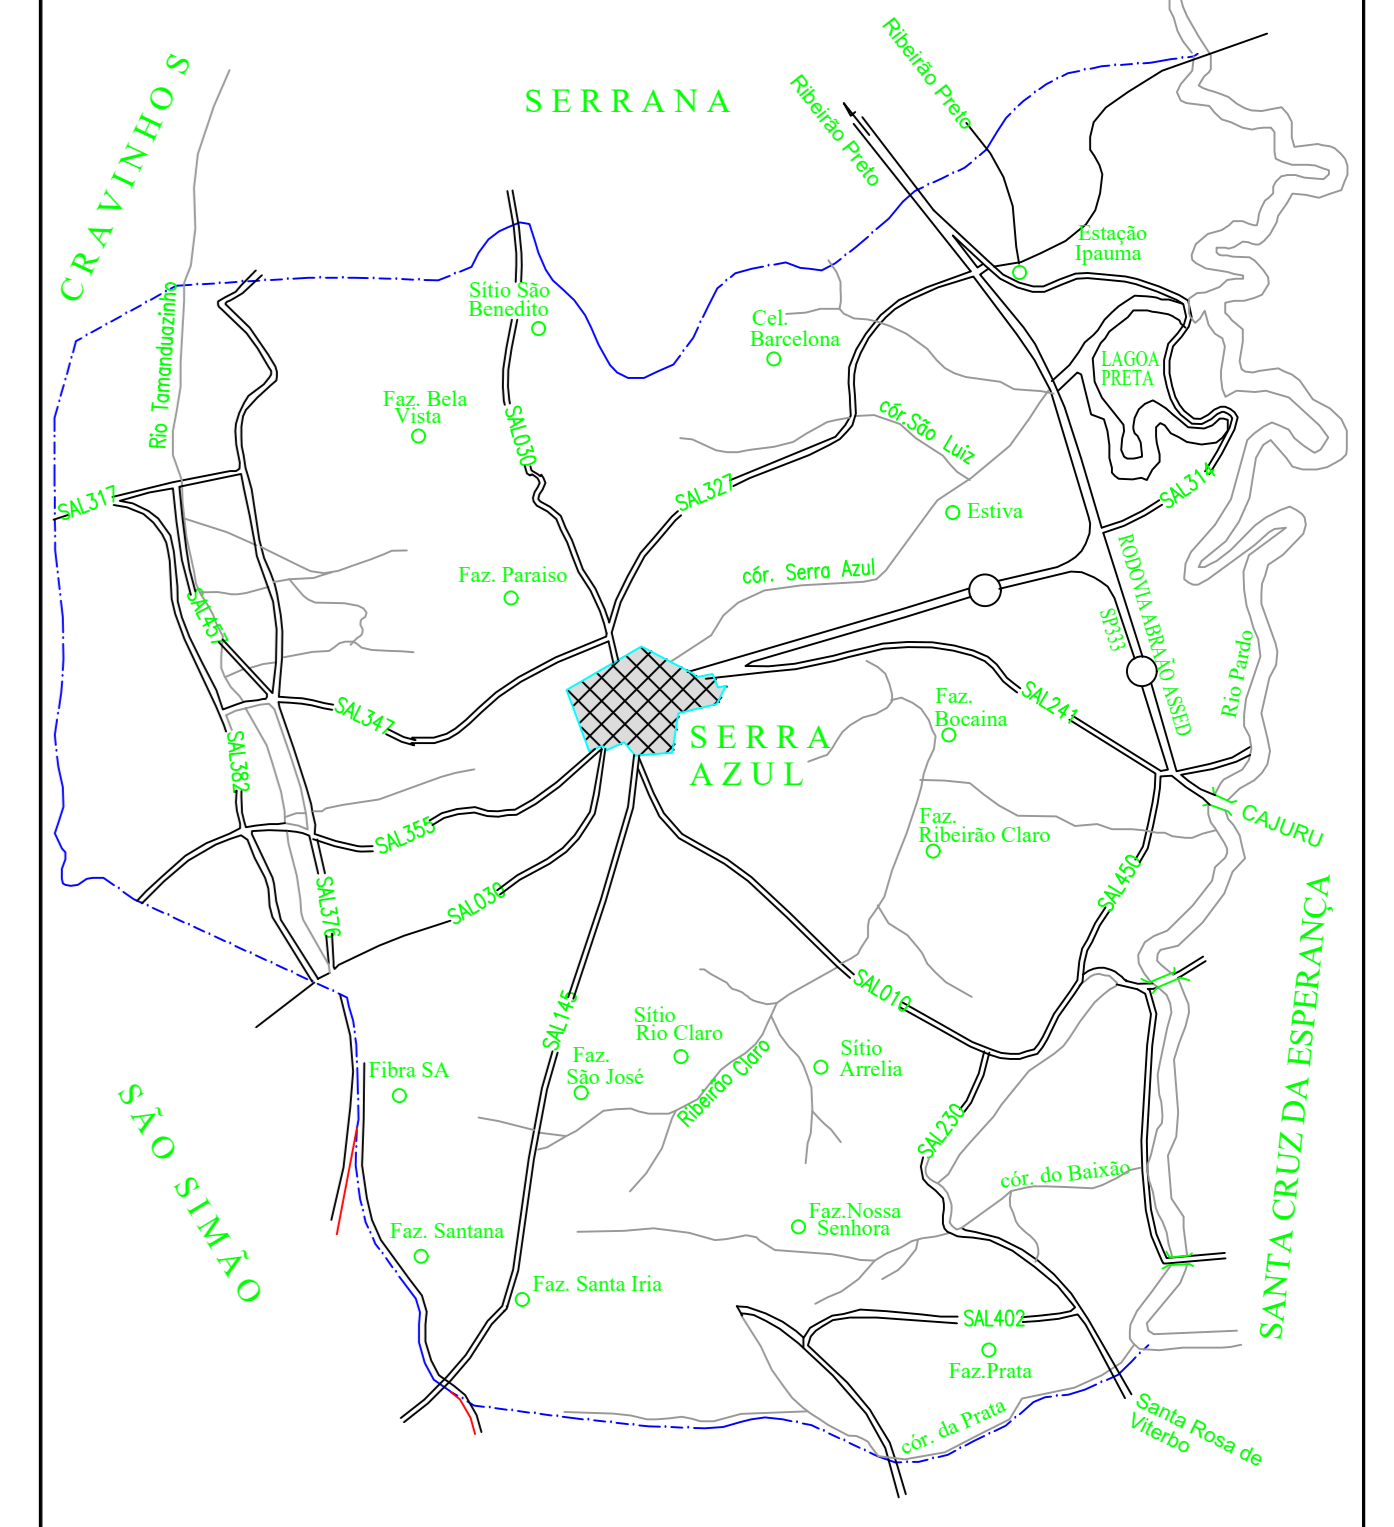 CRAVINHOS
SERRANA
Ribeirão Preto
Ribeirão Preto
Estação
Ipauma
Rio Tamanduazinho
Sítio São
Benedito
Cel.
Barcelona
LAGOA
PRETA
Faz. Bela
Vista
SAL030
cór.São Luiz
SAL327
SAL317
SAL314
Estiva
RODOVIA ABRAÃO ASSED
SP333
cór. Serra Azul
Faz. Paraiso
SAL457
Rio Pardo
SAL347
SAL241
Faz.
Bocaina
SERRA
AZUL
SAL382
SAL355
Faz.
Ribeirão Claro
CAJURU
SAL450
SAL376
SAL030
SANTA CRUZ DA ESPERANÇA
SAL010
SAL145
Sítio
Rio Claro
Faz.
São José
Ribeirão Claro
Sítio
Arrelia
Fibra SA
SÃO SIMÃO
SAL230
cór. do Baixão
Faz.Nossa
Senhora
Faz. Santana
Faz. Santa Iria
SAL402
Faz.Prata
cór. da Prata
Santa Rosa de
Viterbo